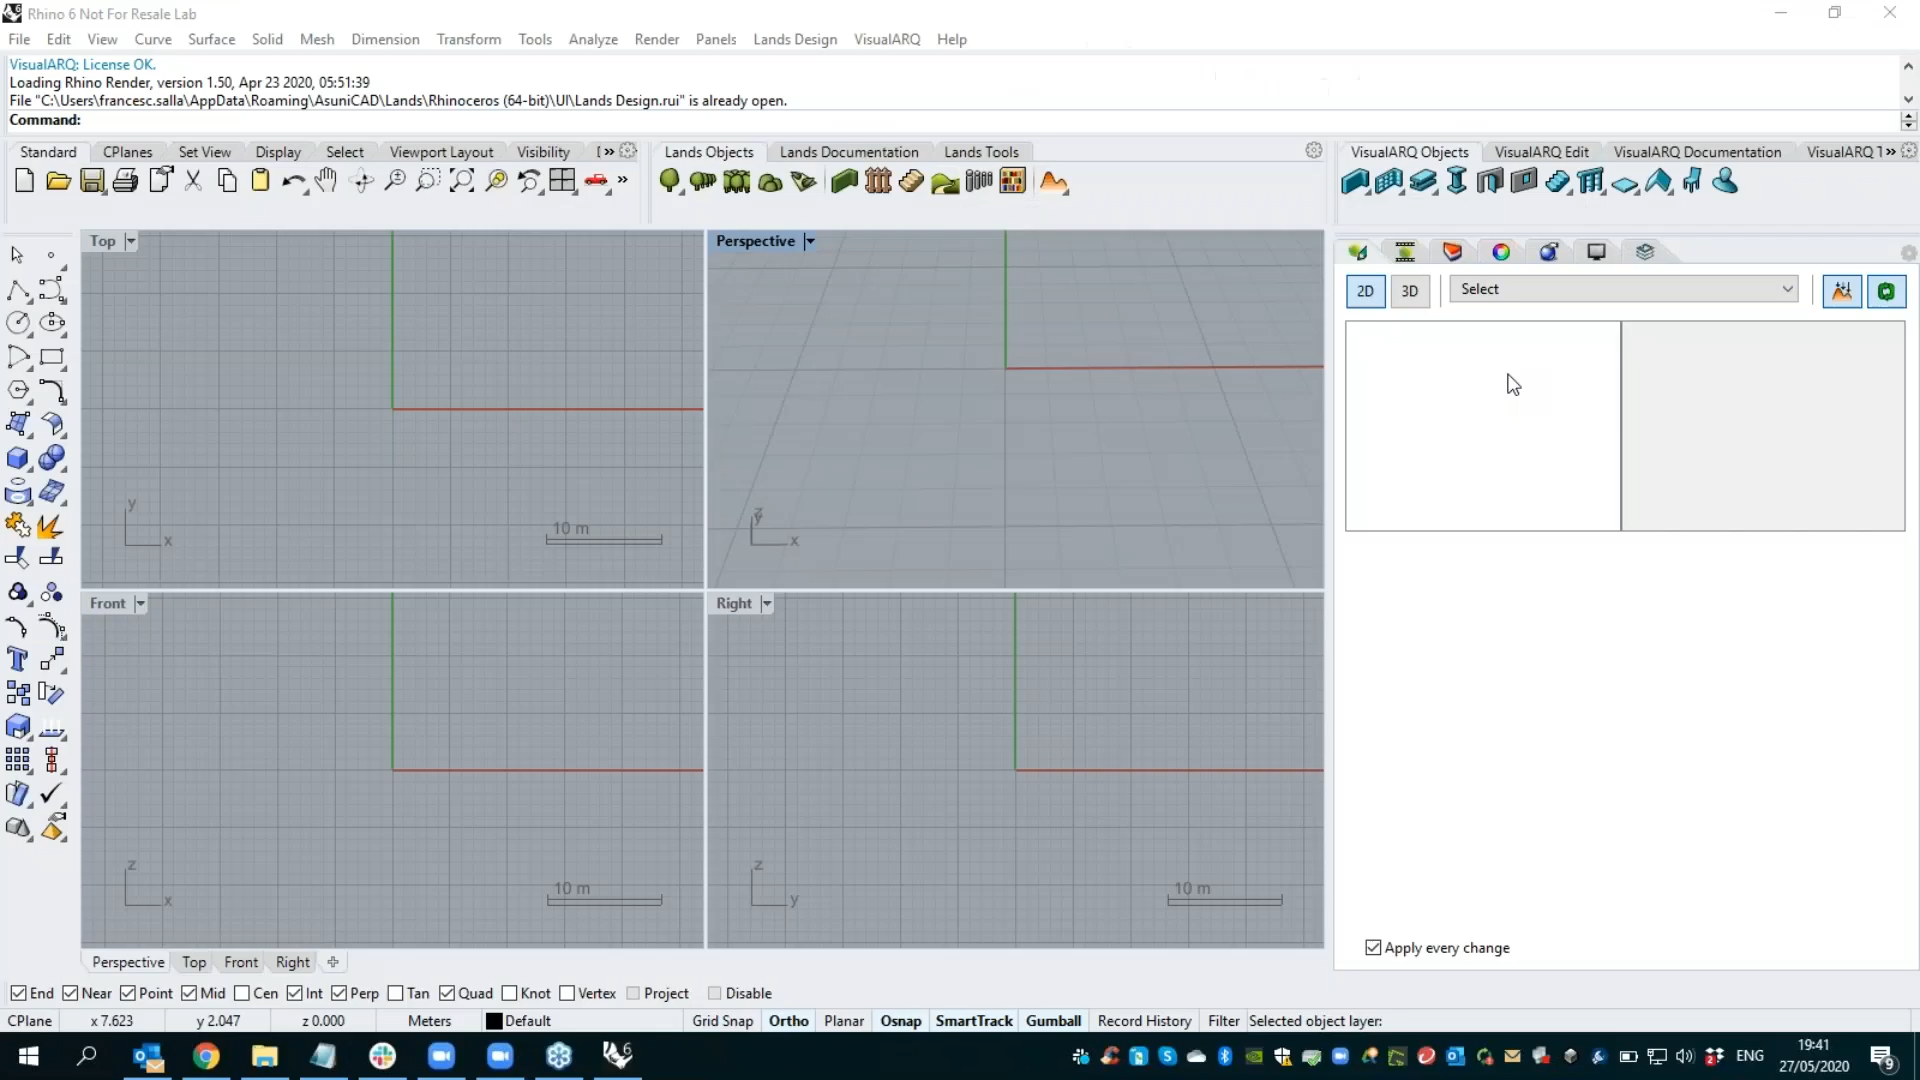 Rhino 6 Not For Resale Lab
File Edit View Curve Surface Solid Mesh Dimension Transform Tools Analyze Render Panels Lands Design VisualARQ Help
VisualARQ: License OK.
Loading Rhino Render, version 1.50, Apr 23 2020, 05:51:39
File "C:\Users\francesc.salla\AppData\Roaming\AsuniCAD\Lands\Rhinoceros (64-bit)\UI\Lands Design.rui" is already open.
Command:
Standard CPlanes Set View Display Select Viewport Layout Visibility [ »
Lands Objects Lands Documentation Lands Tools
VisualARQ Objects VisualARQ Edit VisualARQ Documentation VisualARQ T »
Top Perspective
2D 3D Select
10 m
y x
z y x
Front Right
10 m
z x
10 m
z y
Apply every change
Perspective Top Front Right
End Near Point Mid Cen Int Perp Tan Quad Knot Vertex Project Disable
CPlane x 7.623 y 2.047 z 0.000 Meters Default Grid Snap Ortho Planar Osnap SmartTrack Gumball Record History Filter Selected object layer:
ENG
19:41
27/05/2020
9